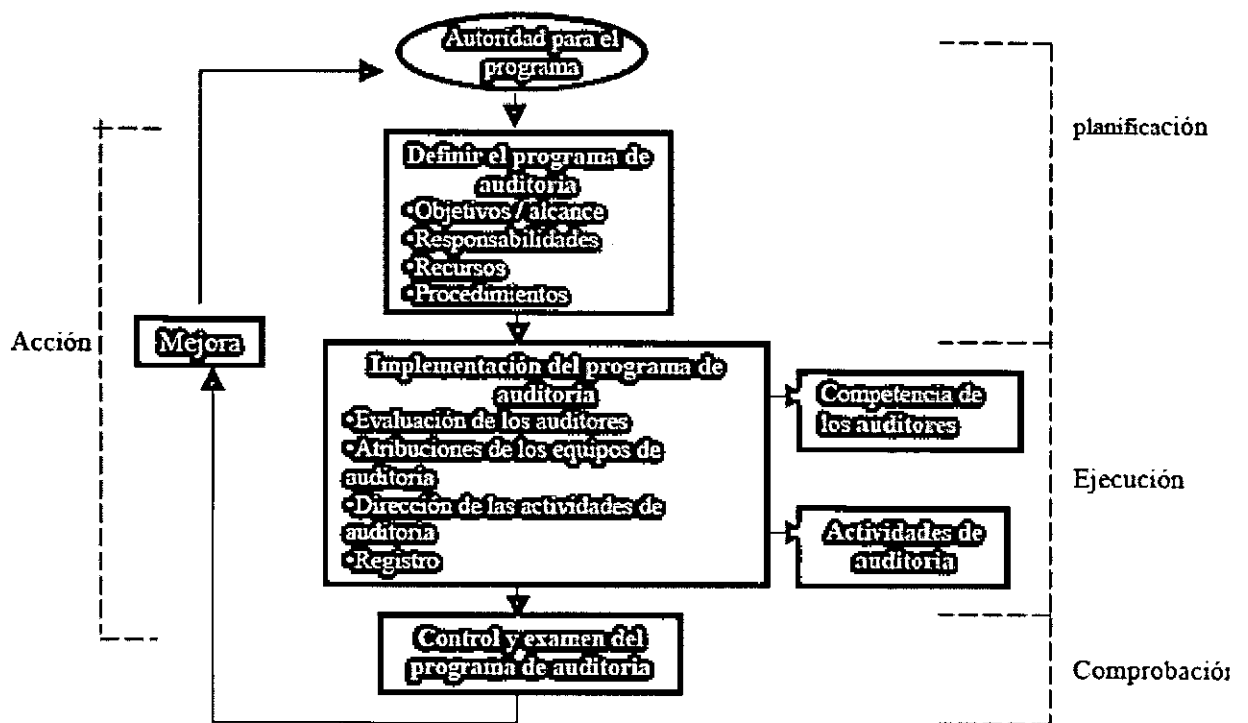 Autoridad para el
programa
planificación
Definir el programa de
auditoria
•Objetivos / alcance
•Responsabilidades
•Recursos
•Procedimientos
Acción
Mejora
Implementación del programa de
auditoria
•Evaluación de los auditores
•Atribuciones de los equipos de
auditoria
•Dirección de las actividades de
auditoria
•Registro
Competencia de
los auditores
Ejecución
Actividades de
auditoria
Control y examen del
programa de auditoria
Comprobación